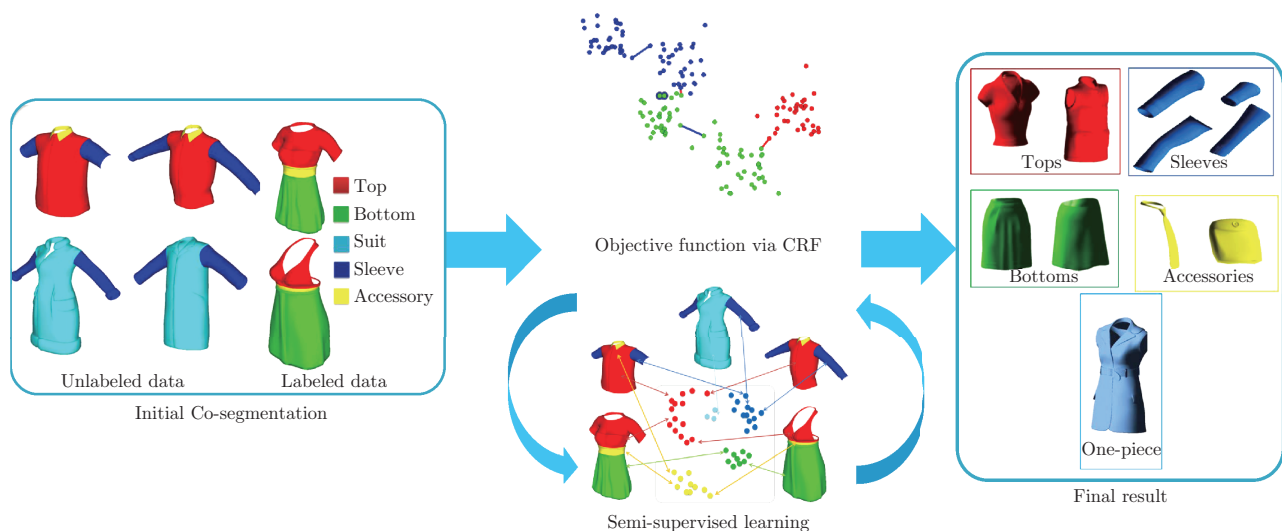 Top
Bottom
Suit
Sleeve
Accessory
Unlabeled data
Labeled data
Initial Co-segmentation
Objective function via CRF
Semi-supervised learning
Tops
Sleeves
Bottoms
Accessories
One-piece
Final result